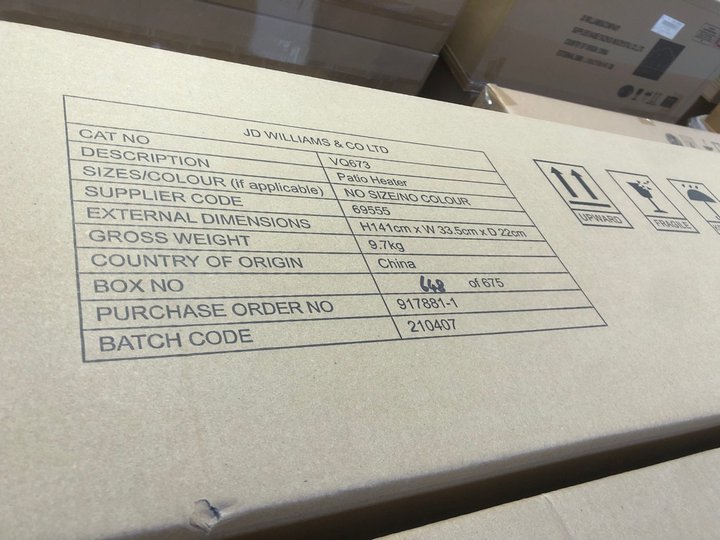 JD WILLIAMS & CO LTD
CAT NO VQ673
DESCRIPTION Patio Heater
SIZES/COLOUR (if applicable) NO SIZE/NO COLOUR
SUPPLIER CODE 69555
EXTERNAL DIMENSIONS H141cm x W 33.5cm x D 22cm
GROSS WEIGHT 9.7kg
COUNTRY OF ORIGIN China
BOX NO 648 of 675
PURCHASE ORDER NO 917881-1
BATCH CODE 210407
UPWARD
FRAGILE